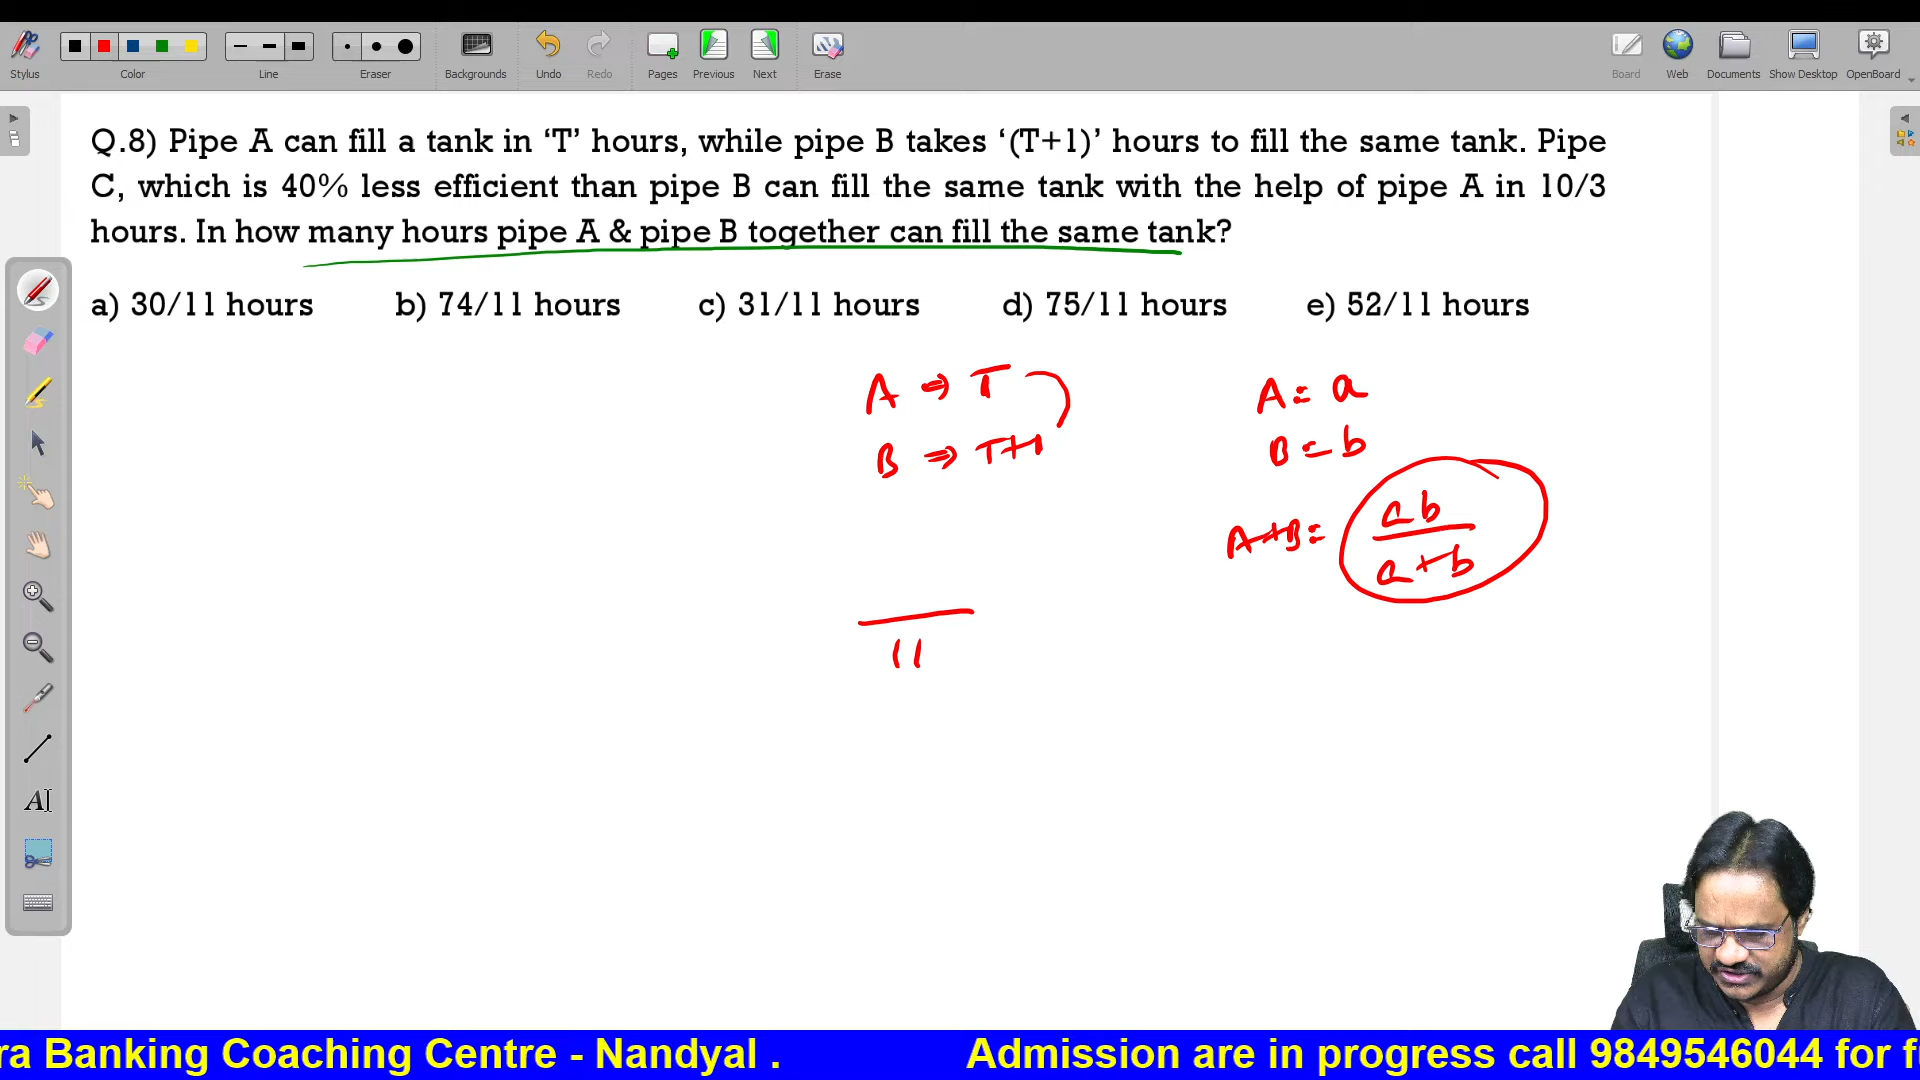 Stylus
Color
Line
Eraser
Backgrounds
Undo
Redo
Pages
Previous
Next
Erase
Board
Web
Documents
Show Desktop
OpenBoard
Q.8) Pipe A can fill a tank in ‘T’ hours, while pipe B takes ‘(T+1)’ hours to fill the same tank. Pipe
C, which is 40% less efficient than pipe B can fill the same tank with the help of pipe A in 10/3
hours. In how many hours pipe A & pipe B together can fill the same tank?
a) 30/11 hours b) 74/11 hours c) 31/11 hours d) 75/11 hours e) 52/11 hours
A ⇒ T
B ⇒ T+1
11
A = a
B = b
A+B = ab
a+b
ra Banking Coaching Centre - Nandyal . Admission are in progress call 9849546044 for f